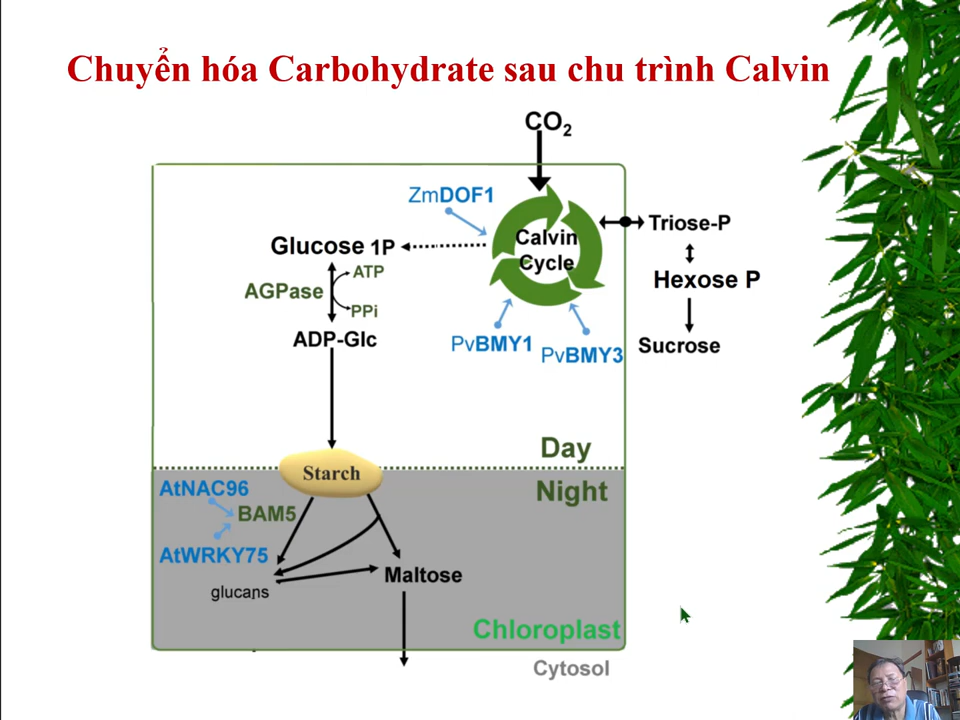 Chuyển hóa Carbohydrate sau chu trình Calvin
CO2
ZmDOF1
Calvin
Cycle
Triose-P
Glucose 1P
ATP
AGPase
PPi
Hexose P
ADP-Glc
PvBMY1
PvBMY3
Sucrose
Day
Starch
Night
AtNAC96
BAM5
AtWRKY75
glucans
Maltose
Chloroplast
Cytosol